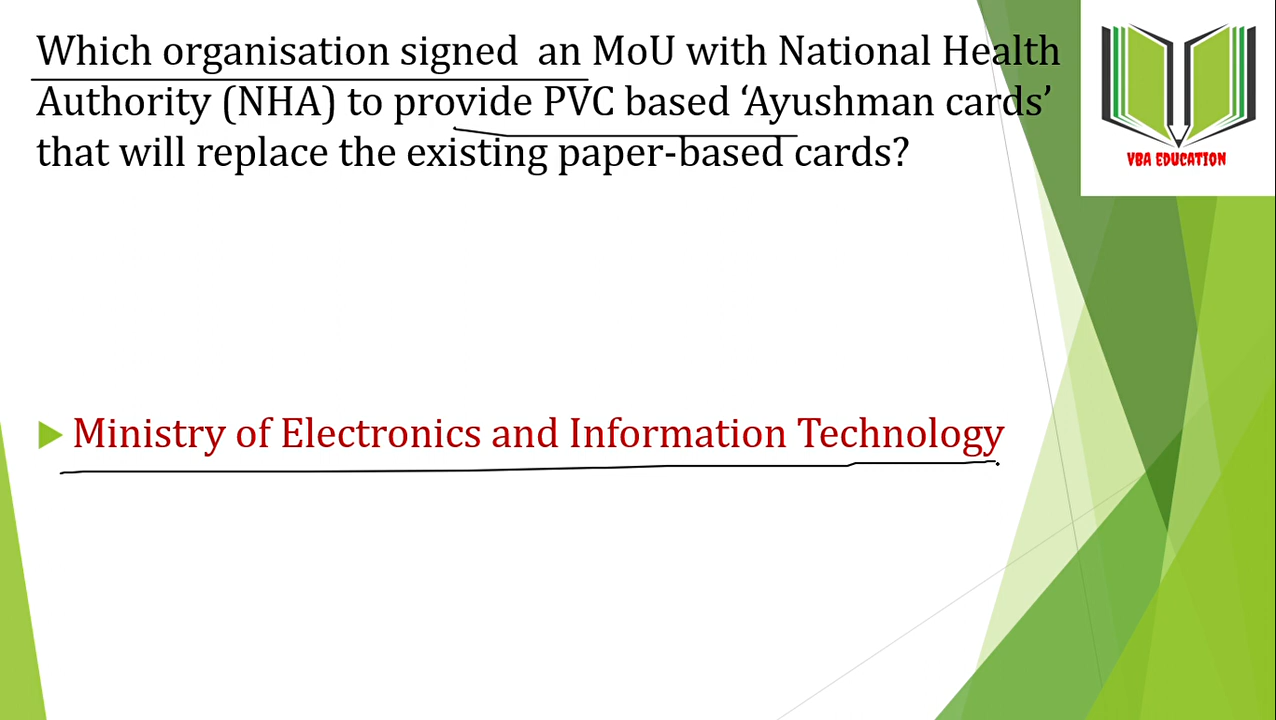 Which organisation signed an MoU with National Health
Authority (NHA) to provide PVC based ‘Ayushman cards’
that will replace the existing paper-based cards?
VBA EDUCATION
Ministry of Electronics and Information Technology